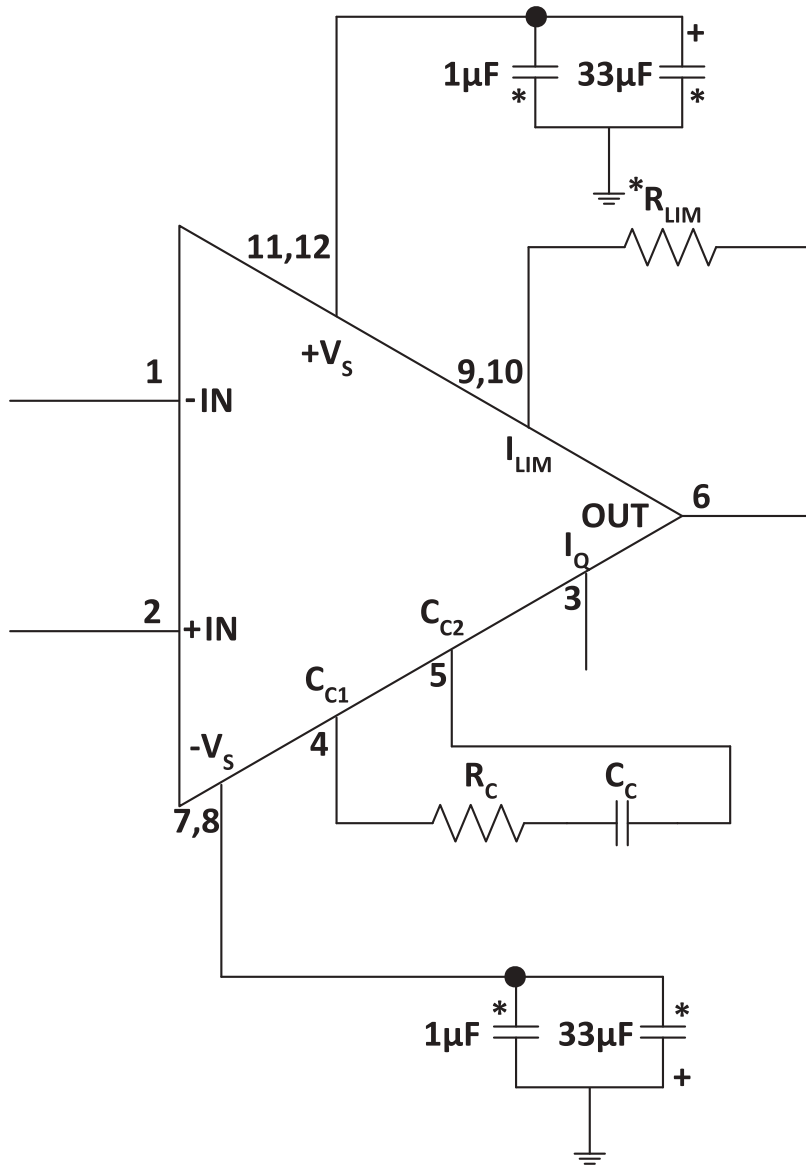 +
1µF
33µF
*
*
*R_LIM
11,12
+V_S
1
9,10
-IN
I_LIM
6
OUT
I_Q
3
2
+IN
C_C2
5
C_C1
4
-V_S
R_C
C_C
7,8
*
*
1µF
33µF
+